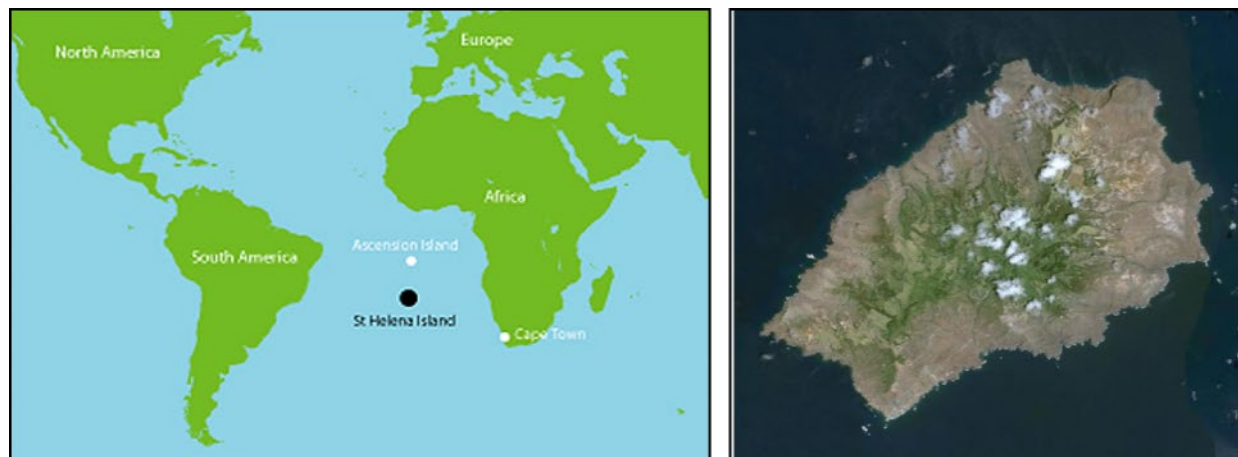 North America
Europe
Africa
South America
Ascension Island
St Helena Island
Cape Town